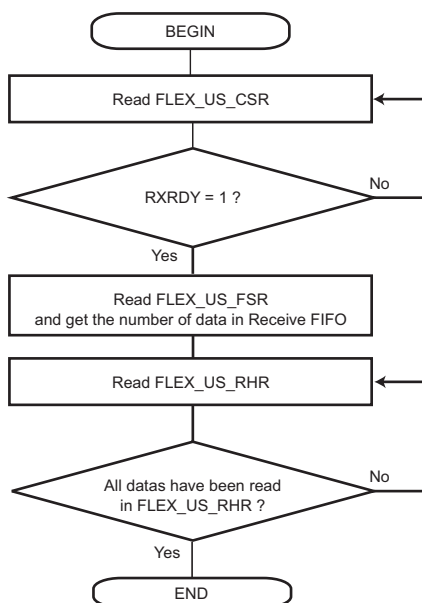 BEGIN
Read FLEX_US_CSR
RXRDY = 1 ?
No
Yes
Read FLEX_US_FSR
and get the number of data in Receive FIFO
Read FLEX_US_RHR
All datas have been read
in FLEX_US_RHR ?
No
Yes
END